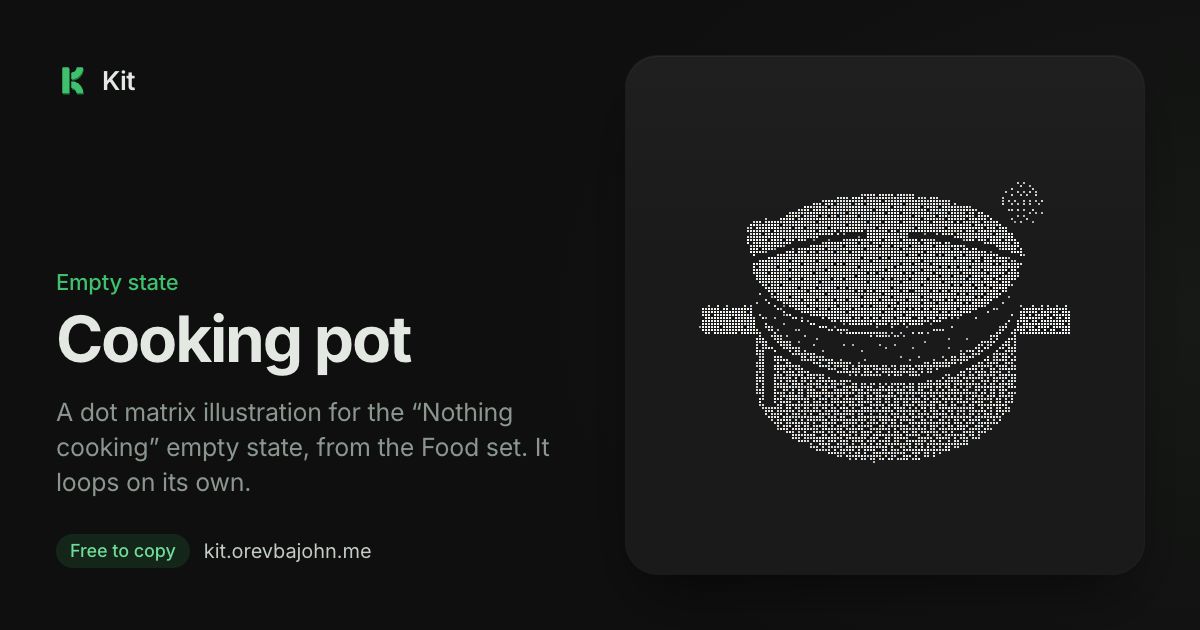 Kit
Empty state
Cooking pot
A dot matrix illustration for the “Nothing
cooking” empty state, from the Food set. It
loops on its own.
Free to copy
kit.orevbajohn.me